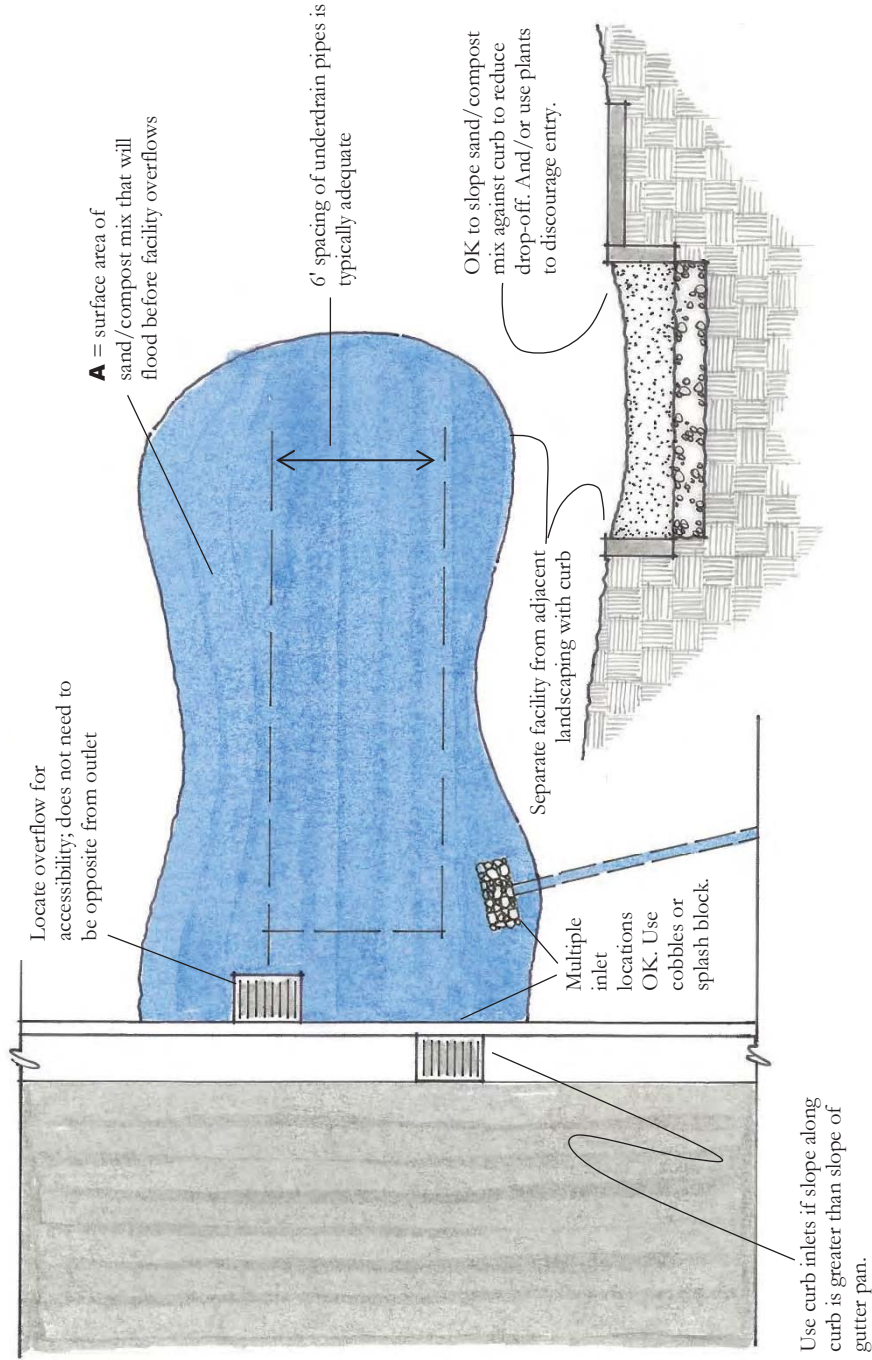 Locate overflow for
accessibility; does not need to
be opposite from outlet
A = surface area of
sand/compost mix that will
flood before facility overflows
6' spacing of underdrain pipes is
typically adequate
OK to slope sand/compost
mix against curb to reduce
drop-off. And/or use plants
to discourage entry.
Separate facility from adjacent
landscaping with curb
Multiple
inlet
locations
OK. Use
cobbles or
splash block.
Use curb inlets if slope along
curb is greater than slope of
gutter pan.